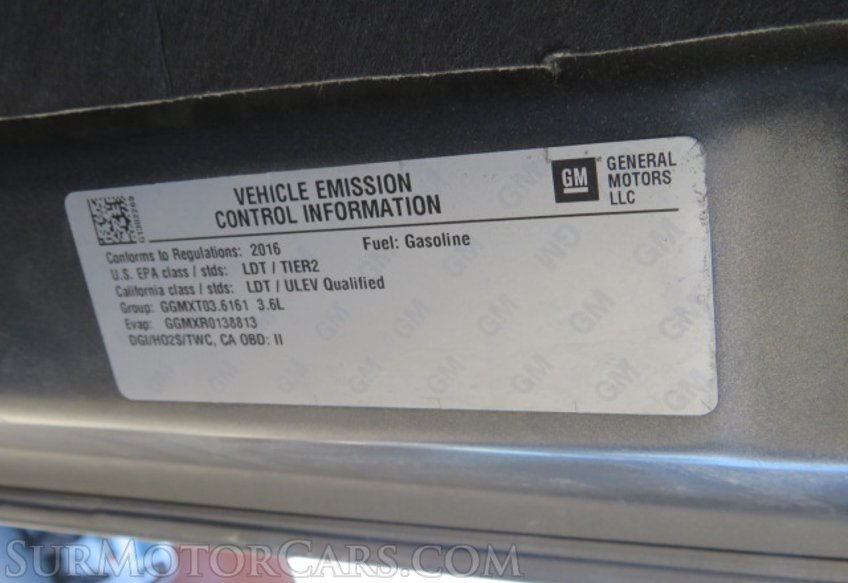 VEHICLE EMISSION
CONTROL INFORMATION
GM
GENERAL
MOTORS
LLC
Conforms to Regulations: 2016 Fuel: Gasoline
U.S. EPA class / stds: LDT / TIER2
California class / stds: LDT / ULEV Qualified
Group: GGMXT03.6161 3.6L
Evap: GGMXR0138813
DGI/HO2S/TWC, CA OBD: II
SURMOTORCARS.COM